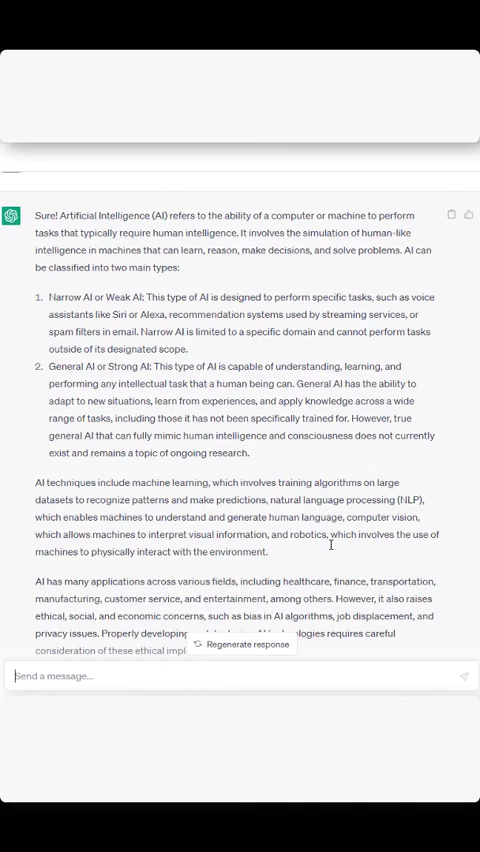 Sure! Artificial Intelligence (AI) refers to the ability of a computer or machine to perform
tasks that typically require human intelligence. It involves the simulation of human-like
intelligence in machines that can learn, reason, make decisions, and solve problems. AI can
be classified into two main types:
1. Narrow AI or Weak AI: This type of AI is designed to perform specific tasks, such as voice
assistants like Siri or Alexa, recommendation systems used by streaming services, or
spam filters in email. Narrow AI is limited to a specific domain and cannot perform tasks
outside of its designated scope.
2. General AI or Strong AI: This type of AI is capable of understanding, learning, and
performing any intellectual task that a human being can. General AI has the ability to
adapt to new situations, learn from experiences, and apply knowledge across a wide
range of tasks, including those it has not been specifically trained for. However, true
general AI that can fully mimic human intelligence and consciousness does not currently
exist and remains a topic of ongoing research.
AI techniques include machine learning, which involves training algorithms on large
datasets to recognize patterns and make predictions, natural language processing (NLP),
which enables machines to understand and generate human language, computer vision,
which allows machines to interpret visual information, and robotics, which involves the use of
machines to physically interact with the environment.
AI has many applications across various fields, including healthcare, finance, transportation,
manufacturing, customer service, and entertainment, among others. However, it also raises
ethical, social, and economic concerns, such as bias in AI algorithms, job displacement, and
privacy issues. Properly developing requires careful
consideration of these ethical
Regenerate response
Send a message...